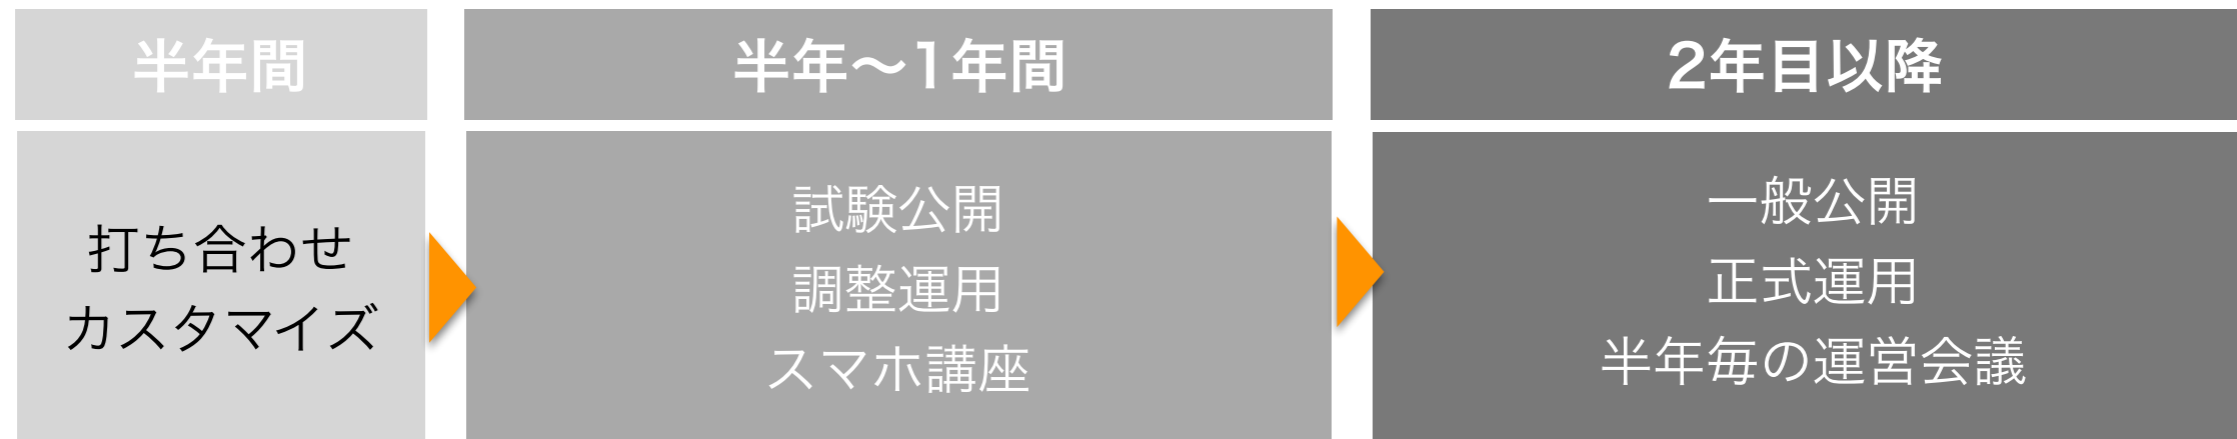 半年間
半年〜1年間
2年目以降
打ち合わせ
カスタマイズ
試験公開
調整運用
スマホ講座
一般公開
正式運用
半年毎の運営会議